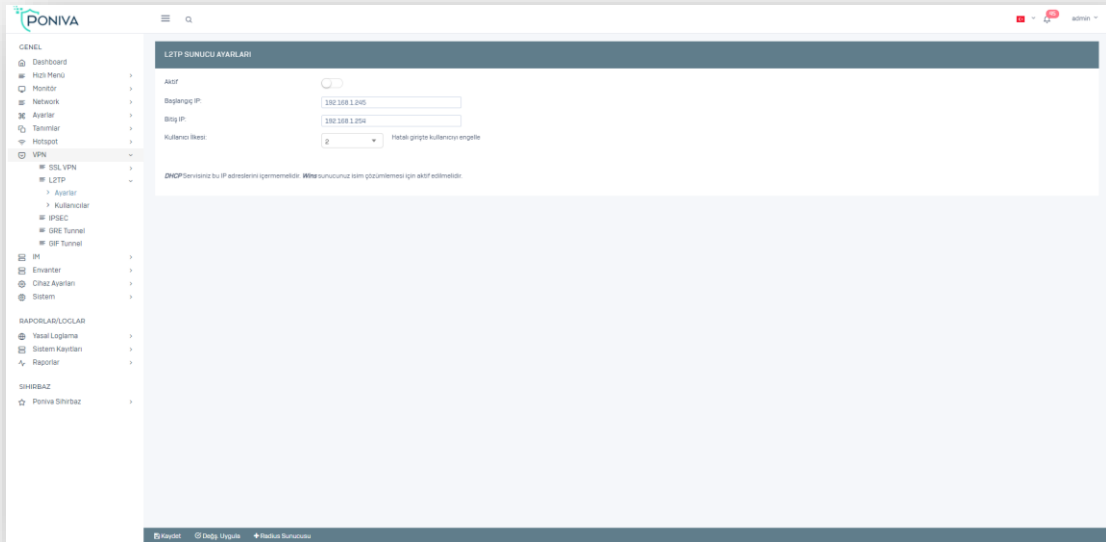 PONIVA
admin
GENEL
Dashboard
Hızlı Menü
Monitör
Network
Ayarlar
Tanımlar
Hotspot
VPN
SSL VPN
L2TP
Ayarlar
Kullanıcılar
IPSEC
GRE Tunnel
GIF Tunnel
IM
Envanter
Cihaz Ayarları
Sistem
RAPORLAR/LOGLAR
Yasal Loglama
Sistem Kayıtları
Raporlar
SİHİRBAZ
Poniva Sihirbaz
L2TP SUNUCU AYARLARI
Aktif
Başlangıç IP: 192.168.1.245
Bitiş IP: 192.168.1.254
Kullanıcı İlkesi: 2 Hatalı girişte kullanıcıyı engelle
DHCP Servisiniz bu IP adreslerini içermemelidir. Wins sunucunuz isim çözümlemesi için aktif edilmelidir.
Kaydet Değş. Uygula Radius Sunucusu